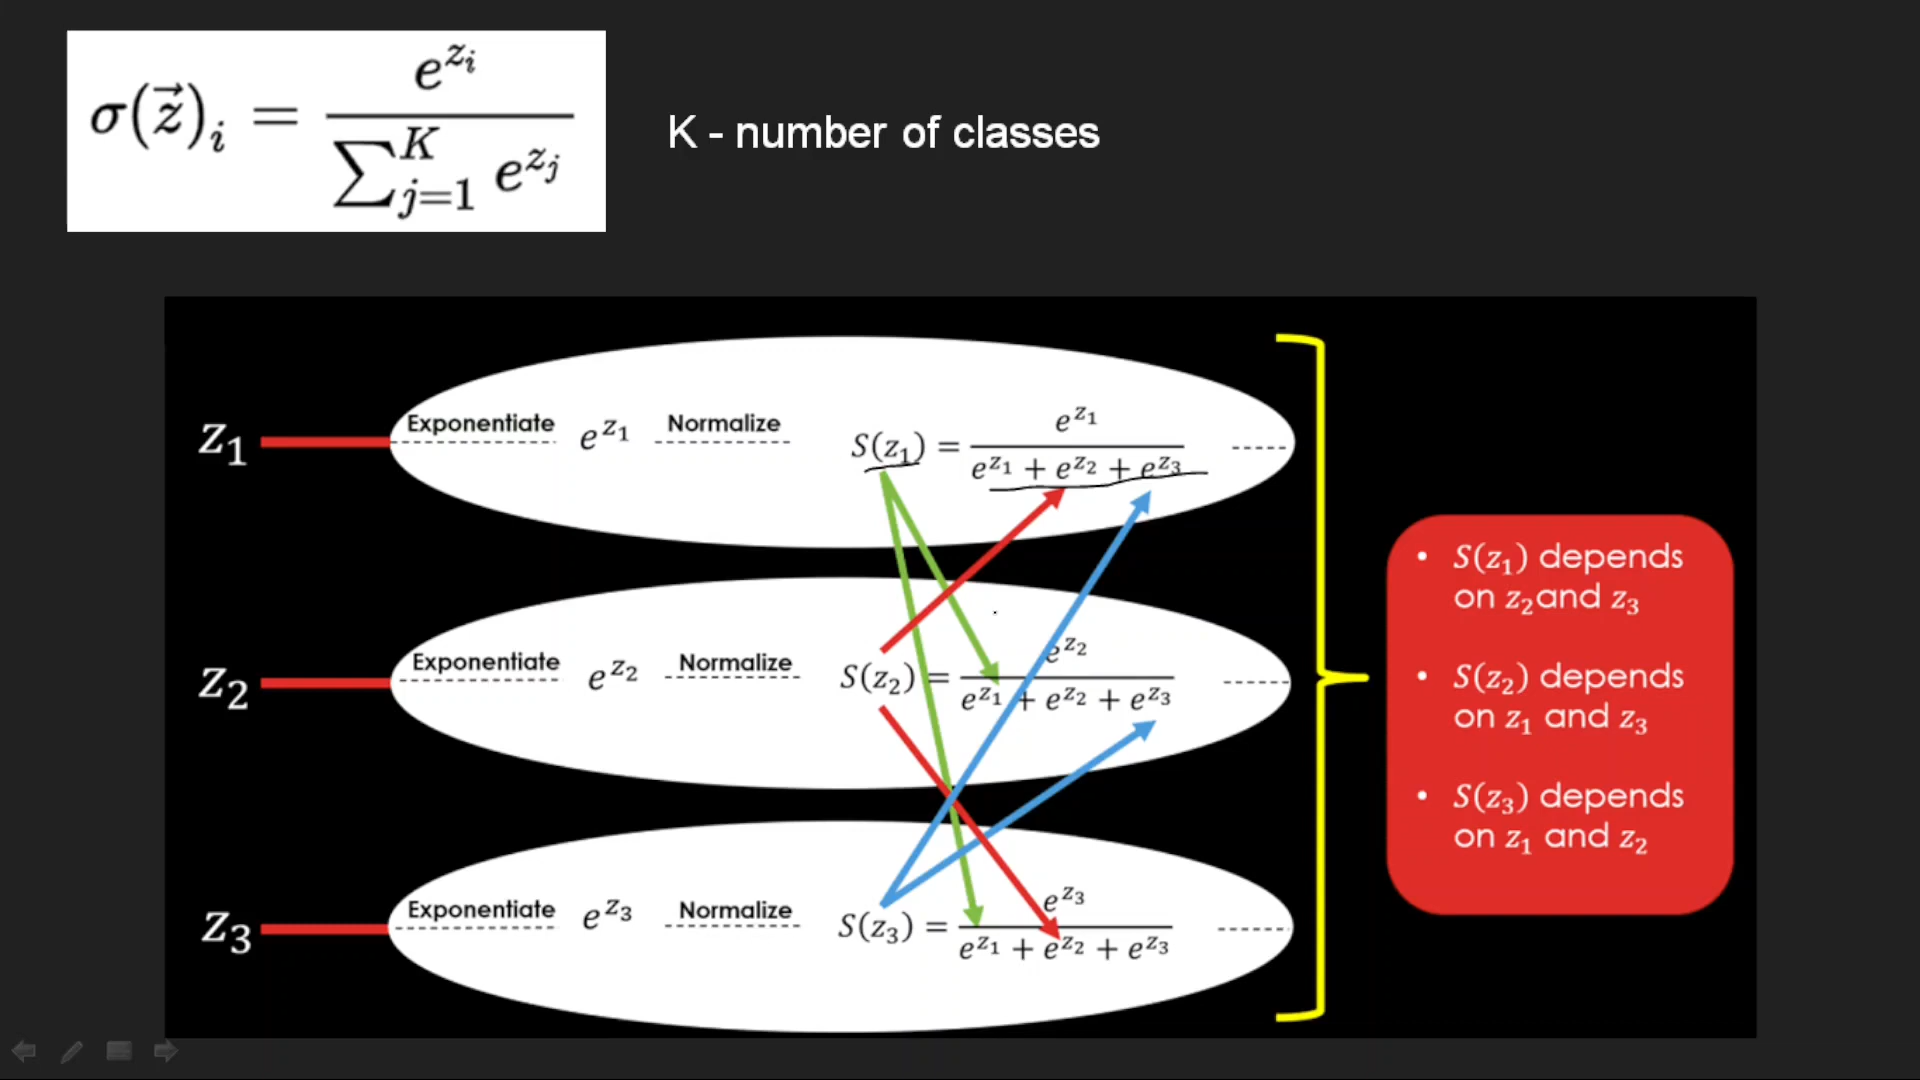 σ(z⃗)ᵢ = e^{zᵢ} / Σ_{j=1}^{K} e^{zⱼ}
K - number of classes
z₁ Exponentiate e^{z₁} Normalize S(z₁) = e^{z₁} / e^{z₁} + e^{z₂} + e^{z₃}
z₂ Exponentiate e^{z₂} Normalize S(z₂) = e^{z₂} / e^{z₁} + e^{z₂} + e^{z₃}
z₃ Exponentiate e^{z₃} Normalize S(z₃) = e^{z₃} / e^{z₁} + e^{z₂} + e^{z₃}
• S(z₁) depends
on z₂and z₃
• S(z₂) depends
on z₁ and z₃
• S(z₃) depends
on z₁ and z₂